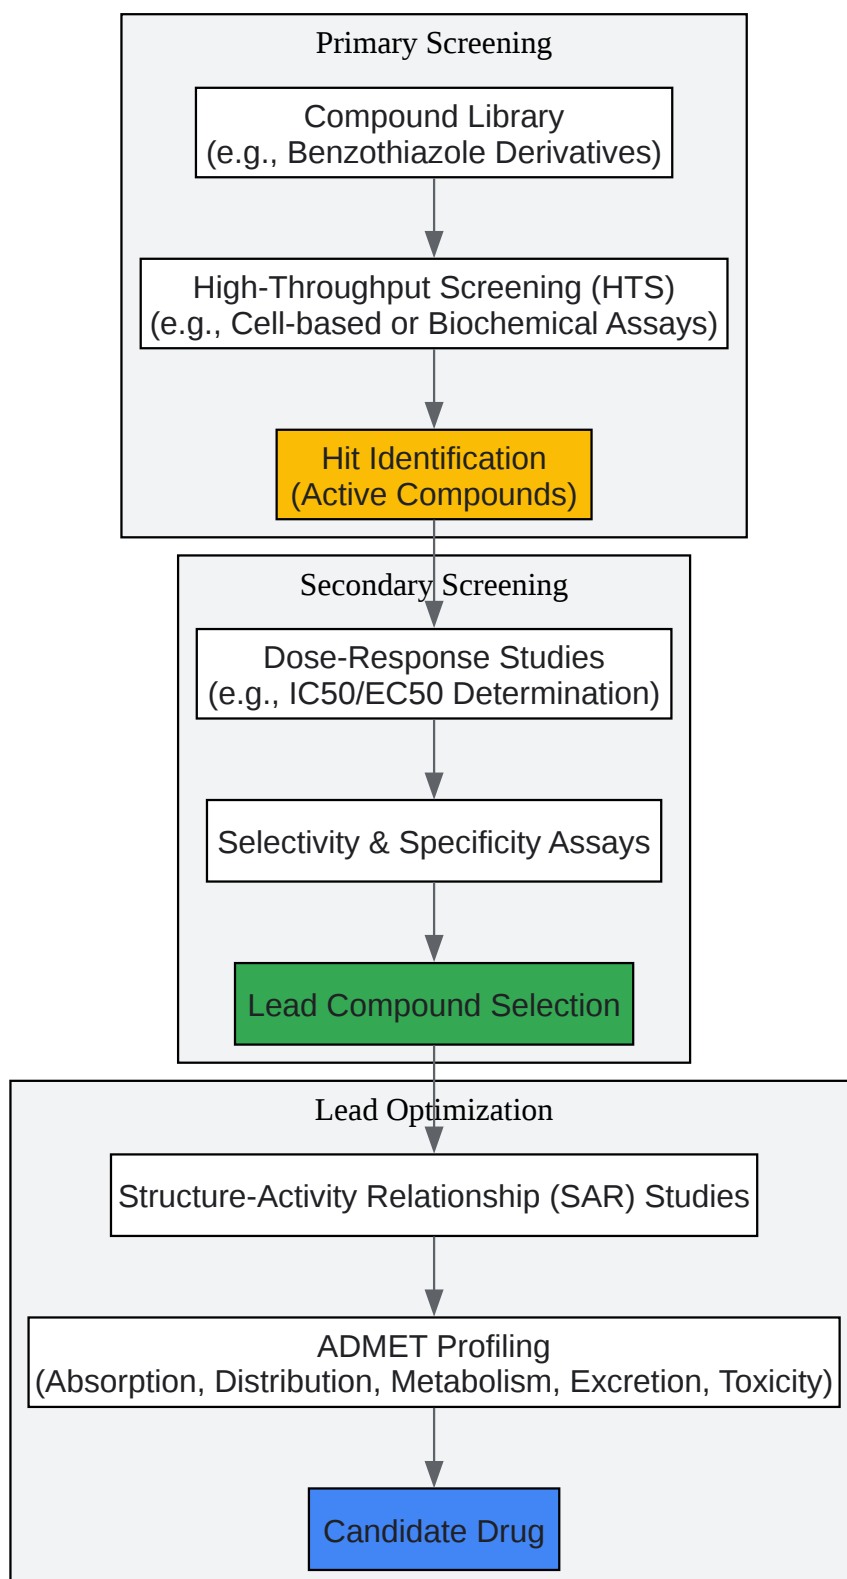 Primary Screening
Compound Library
(e.g., Benzothiazole Derivatives)
High-Throughput Screening (HTS)
(e.g., Cell-based or Biochemical Assays)
Hit Identification
(Active Compounds)
Secondary Screening
Dose-Response Studies
(e.g., IC50/EC50 Determination)
Selectivity & Specificity Assays
Lead Compound Selection
Lead Optimization
Structure-Activity Relationship (SAR) Studies
ADMET Profiling
(Absorption, Distribution, Metabolism, Excretion, Toxicity)
Candidate Drug